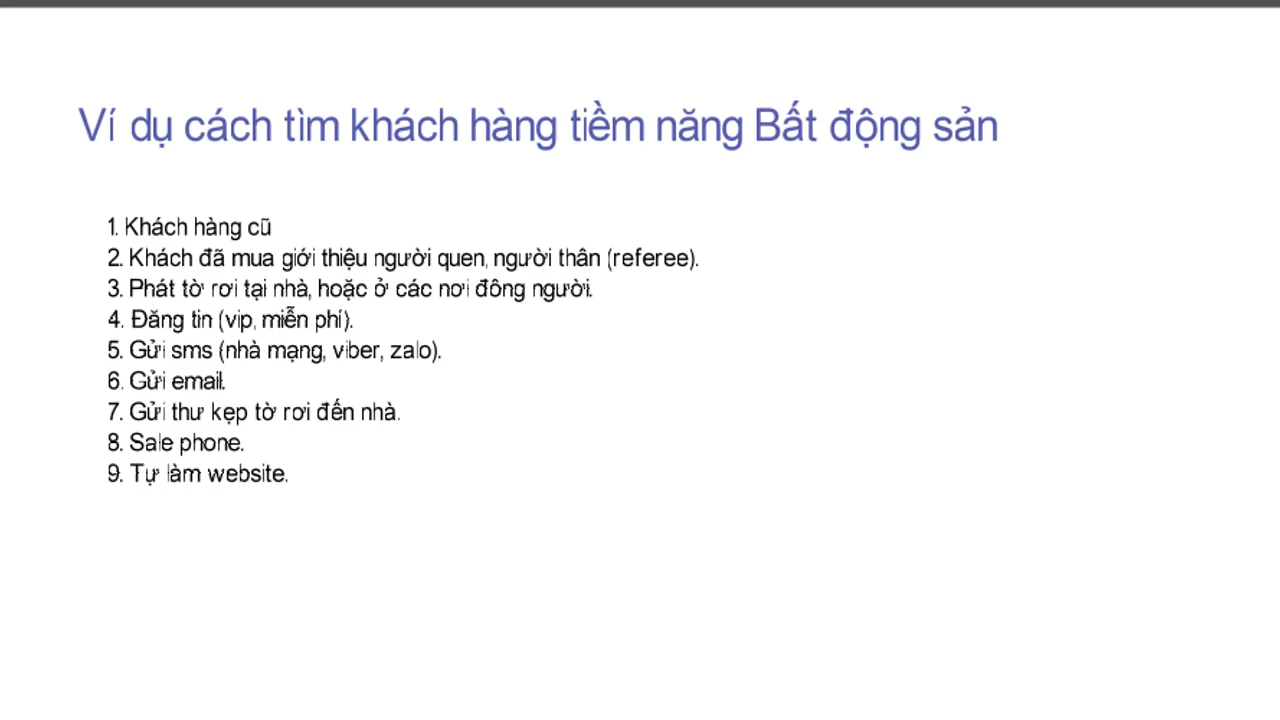 Ví dụ cách tìm khách hàng tiềm năng Bất động sản
1. Khách hàng cũ
2. Khách đã mua giới thiệu người quen, người thân (referee).
3. Phát tờ rơi tại nhà, hoặc ở các nơi đông người.
4. Đăng tin (vip, miễn phí).
5. Gửi sms (nhà mạng, viber, zalo).
6. Gửi email.
7. Gửi thư kẹp tờ rơi đến nhà.
8. Sale phone.
9. Tự làm website.